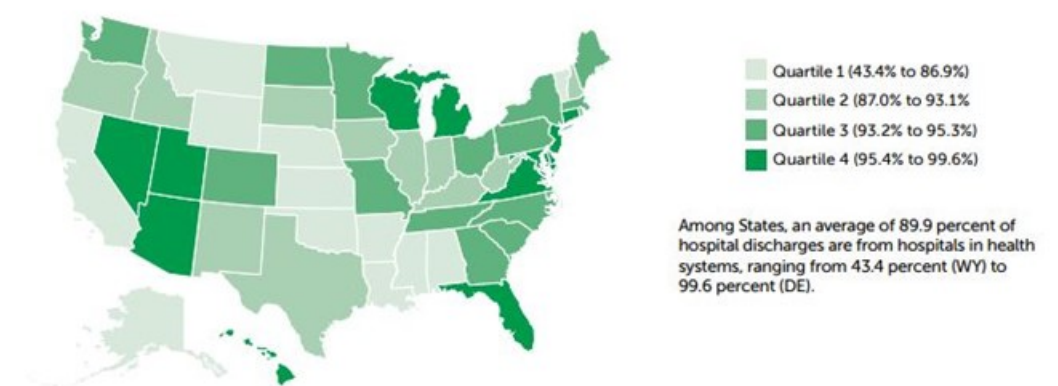 Quartile 1 (43.4% to 86.9%)
Quartile 2 (87.0% to 93.1%
Quartile 3 (93.2% to 95.3%)
Quartile 4 (95.4% to 99.6%)
Among States, an average of 89.9 percent of
hospital discharges are from hospitals in health
systems, ranging from 43.4 percent (WY) to
99.6 percent (DE).